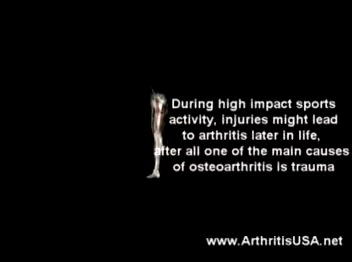 During high impact sports
activity, injuries might lead
to arthritis later in life,
after all one of the main causes
of osteoarthritis is trauma
www.ArthritisUSA.net